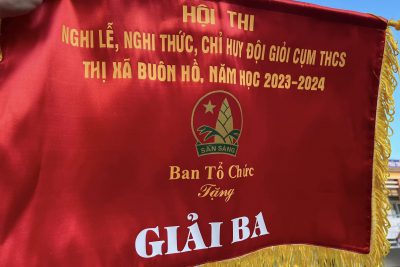 HỘI THI
NGHI LỄ, NGHI THỨC, CHỈ HUY ĐỘI GIỎI CỤM THCS
THỊ XÃ BUÔN HỒ, NĂM HỌC 2023-2024
SẴN SÀNG
Ban Tổ Chức
Tặng
GIẢI BA